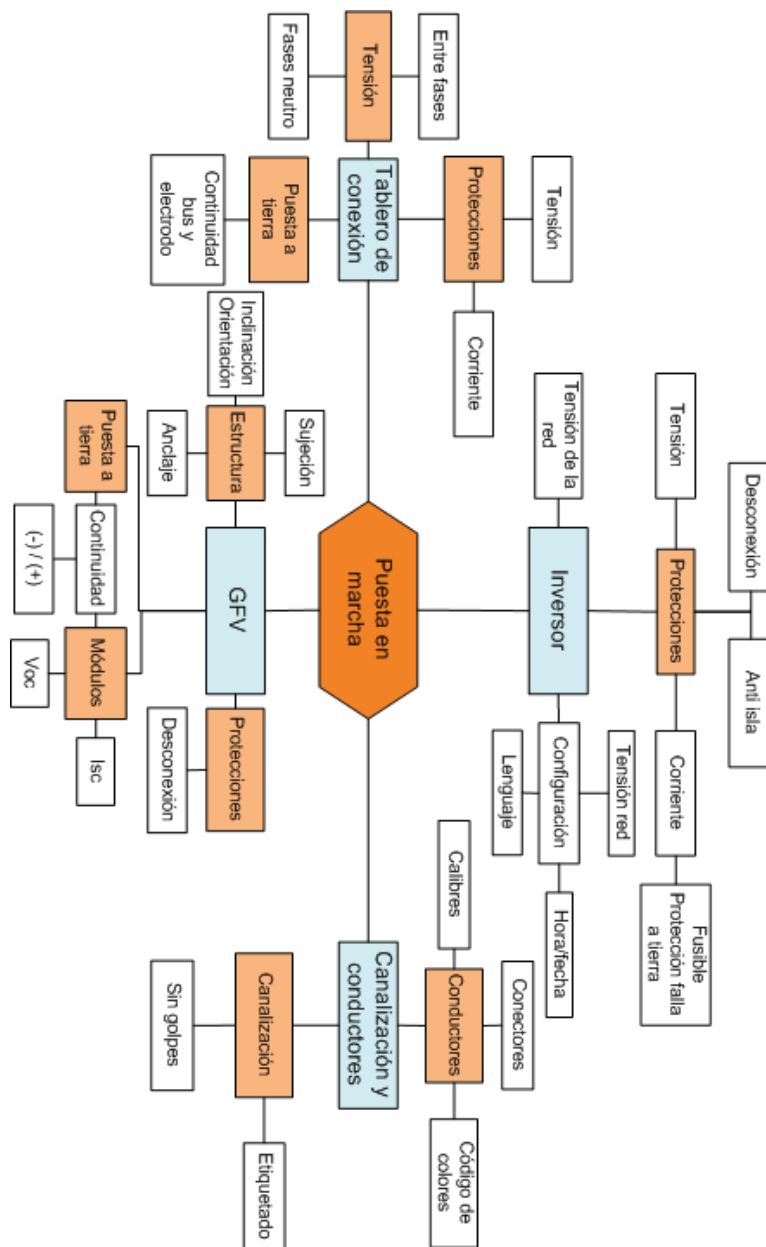 Desconexión
Anti isla
Tensión
Protecciones
Corriente
Fusible
Protección falla
a tierra
Tensión de la
red
Inversor
Tensión red
Configuración
Hora/fecha
Lenguaje
Tensión
Protecciones
Corriente
Entre fases
Tensión
Fases neutro
Tablero de
conexión
Puesta a
tierra
Continuidad
bus y
electrodo
Puesta en
marcha
Conectores
Calibres
Conductores
Código de
colores
Canalización y
conductores
Canalización
Sin golpes
Etiquetado
Sujeción
Inclinación
Orientación
Estructura
Anclaje
GFV
Protecciones
Desconexión
Puesta a
tierra
Continuidad
(-) / (+)
Módulos
Voc
Isc